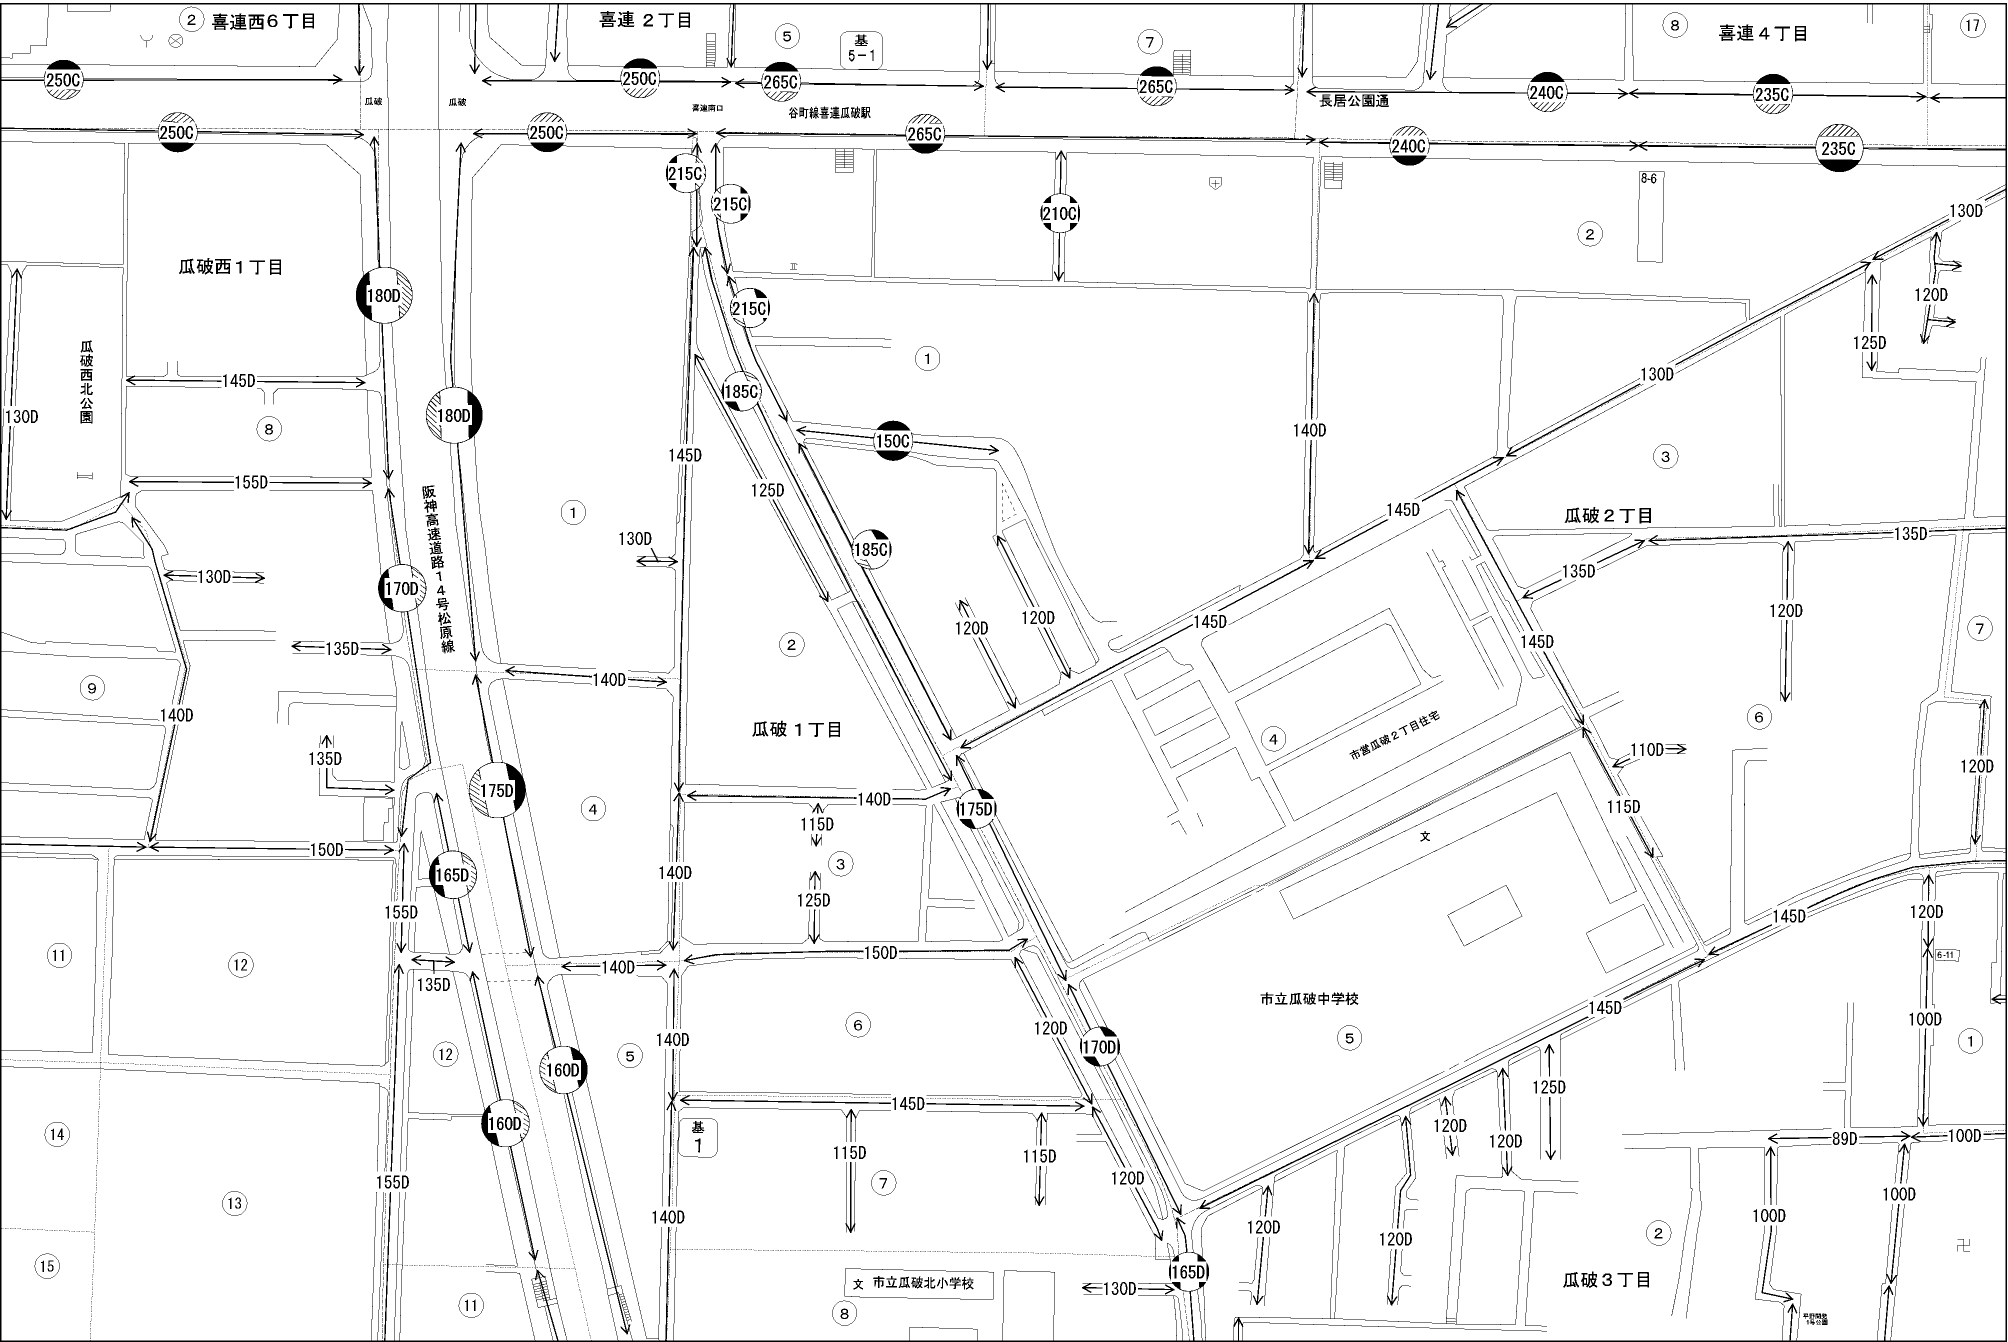 ② 喜連西6丁目
喜連 2丁目
⑤
基
5-1
⑦
⑧
喜連 4丁目
⑰
250C
250C
265C
265C
240C
235C
瓜破
瓜破
喜連南口
谷町線喜連瓜破駅
長居公園通
250C
250C
265C
240C
235C
215C
215C
210C
8-6
②
130D
瓜破西1丁目
180D
215C
120D
125D
瓜破西北公園
①
145D
130D
185C
130D
⑧
180D
150C
140D
145D
③
155D
125D
145D
阪神高速道路14号松原線
①
瓜破 2丁目
130D
185C
135D
130D
170D
135D
120D
120D
120D
145D
145D
⑦
135D
②
140D
⑨
140D
瓜破 1丁目
④
市営瓜破2丁目住宅
⑥
110D
135D
120D
175D
④
140D
175D
115D
115D
文
150D
③
165D
140D
125D
155D
120D
145D
⑪
⑫
150D
6-11
140D
135D
市立瓜破中学校
145D
⑥
120D
100D
⑫
⑤
140D
170D
⑤
①
160D
125D
145D
160D
基
1
120D
120D
89D
100D
⑭
115D
115D
155D
120D
⑦
⑬
140D
120D
120D
100D
100D
②
⑮
165D
文 市立瓜破北小学校
130D
瓜破 3丁目
⑪
⑧
平野開発
1号公園